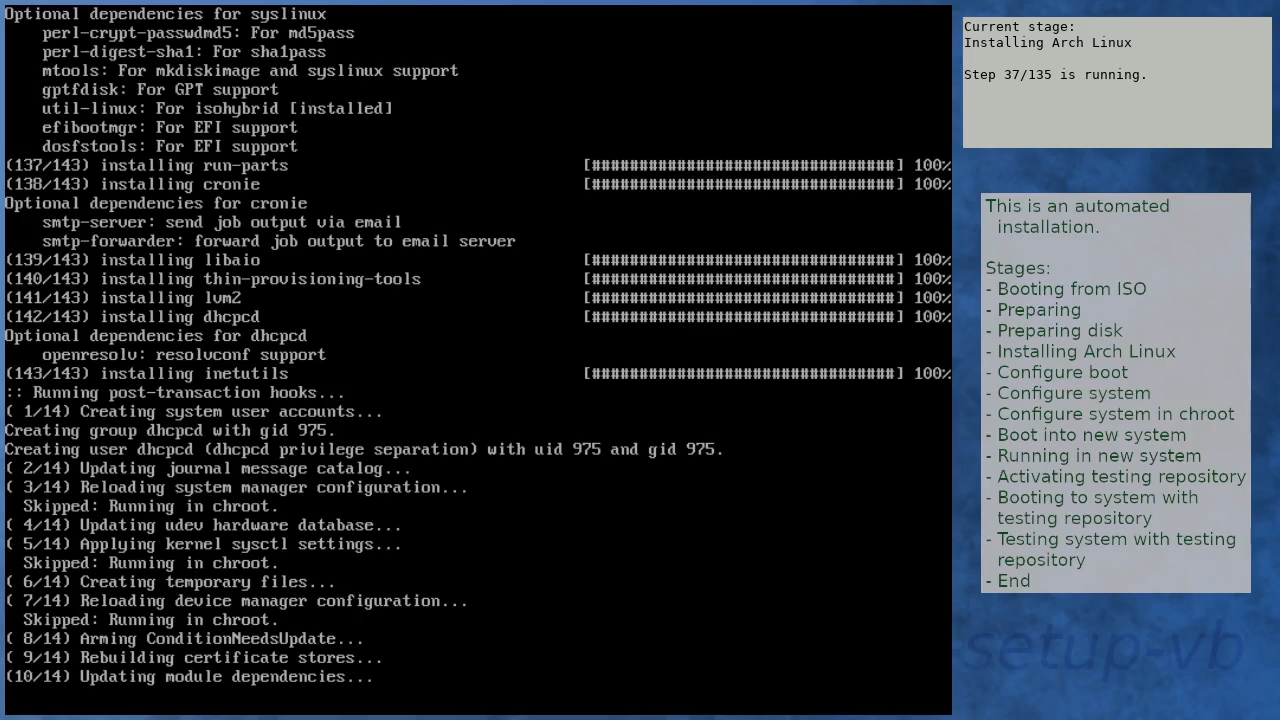 Optional dependencies for syslinux
perl-crypt-passwdmd5: For md5pass
perl-digest-sha1: For sha1pass
mtools: For mkdiskimage and syslinux support
gptfdisk: For GPT support
util-linux: For isohybrid [installed]
efibootmgr: For EFI support
dosfstools: For EFI support
(137/143) installing run-parts [################################] 100%
(138/143) installing cronie [################################] 100%
Optional dependencies for cronie
smtp-server: send job output via email
smtp-forwarder: forward job output to email server
(139/143) installing libaio [################################] 100%
(140/143) installing thin-provisioning-tools [################################] 100%
(141/143) installing lvm2 [################################] 100%
(142/143) installing dhcpcd [################################] 100%
Optional dependencies for dhcpcd
openresolv: resolvconf support
(143/143) installing inetutils [################################] 100%
:: Running post-transaction hooks...
( 1/14) Creating system user accounts...
Creating group dhcpcd with gid 975.
Creating user dhcpcd (dhcpcd privilege separation) with uid 975 and gid 975.
( 2/14) Updating journal message catalog...
( 3/14) Reloading system manager configuration...
Skipped: Running in chroot.
( 4/14) Updating udev hardware database...
( 5/14) Applying kernel sysctl settings...
Skipped: Running in chroot.
( 6/14) Creating temporary files...
( 7/14) Reloading device manager configuration...
Skipped: Running in chroot.
( 8/14) Arming ConditionNeedsUpdate...
( 9/14) Rebuilding certificate stores...
(10/14) Updating module dependencies...
Current stage:
Installing Arch Linux
Step 37/135 is running.
This is an automated
installation.
Stages:
- Booting from ISO
- Preparing
- Preparing disk
- Installing Arch Linux
- Configure boot
- Configure system
- Configure system in chroot
- Boot into new system
- Running in new system
- Activating testing repository
- Booting to system with
testing repository
- Testing system with testing
repository
- End
-setup-vb